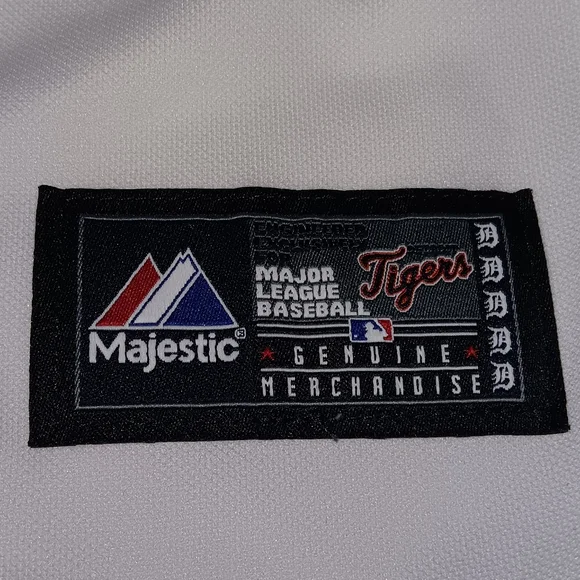 Majestic
ENGINEERED
EXCLUSIVELY
FOR
MAJOR
LEAGUE
BASEBALL
Tigers
GENUINE
MERCHANDISE
D
D
D
D
D